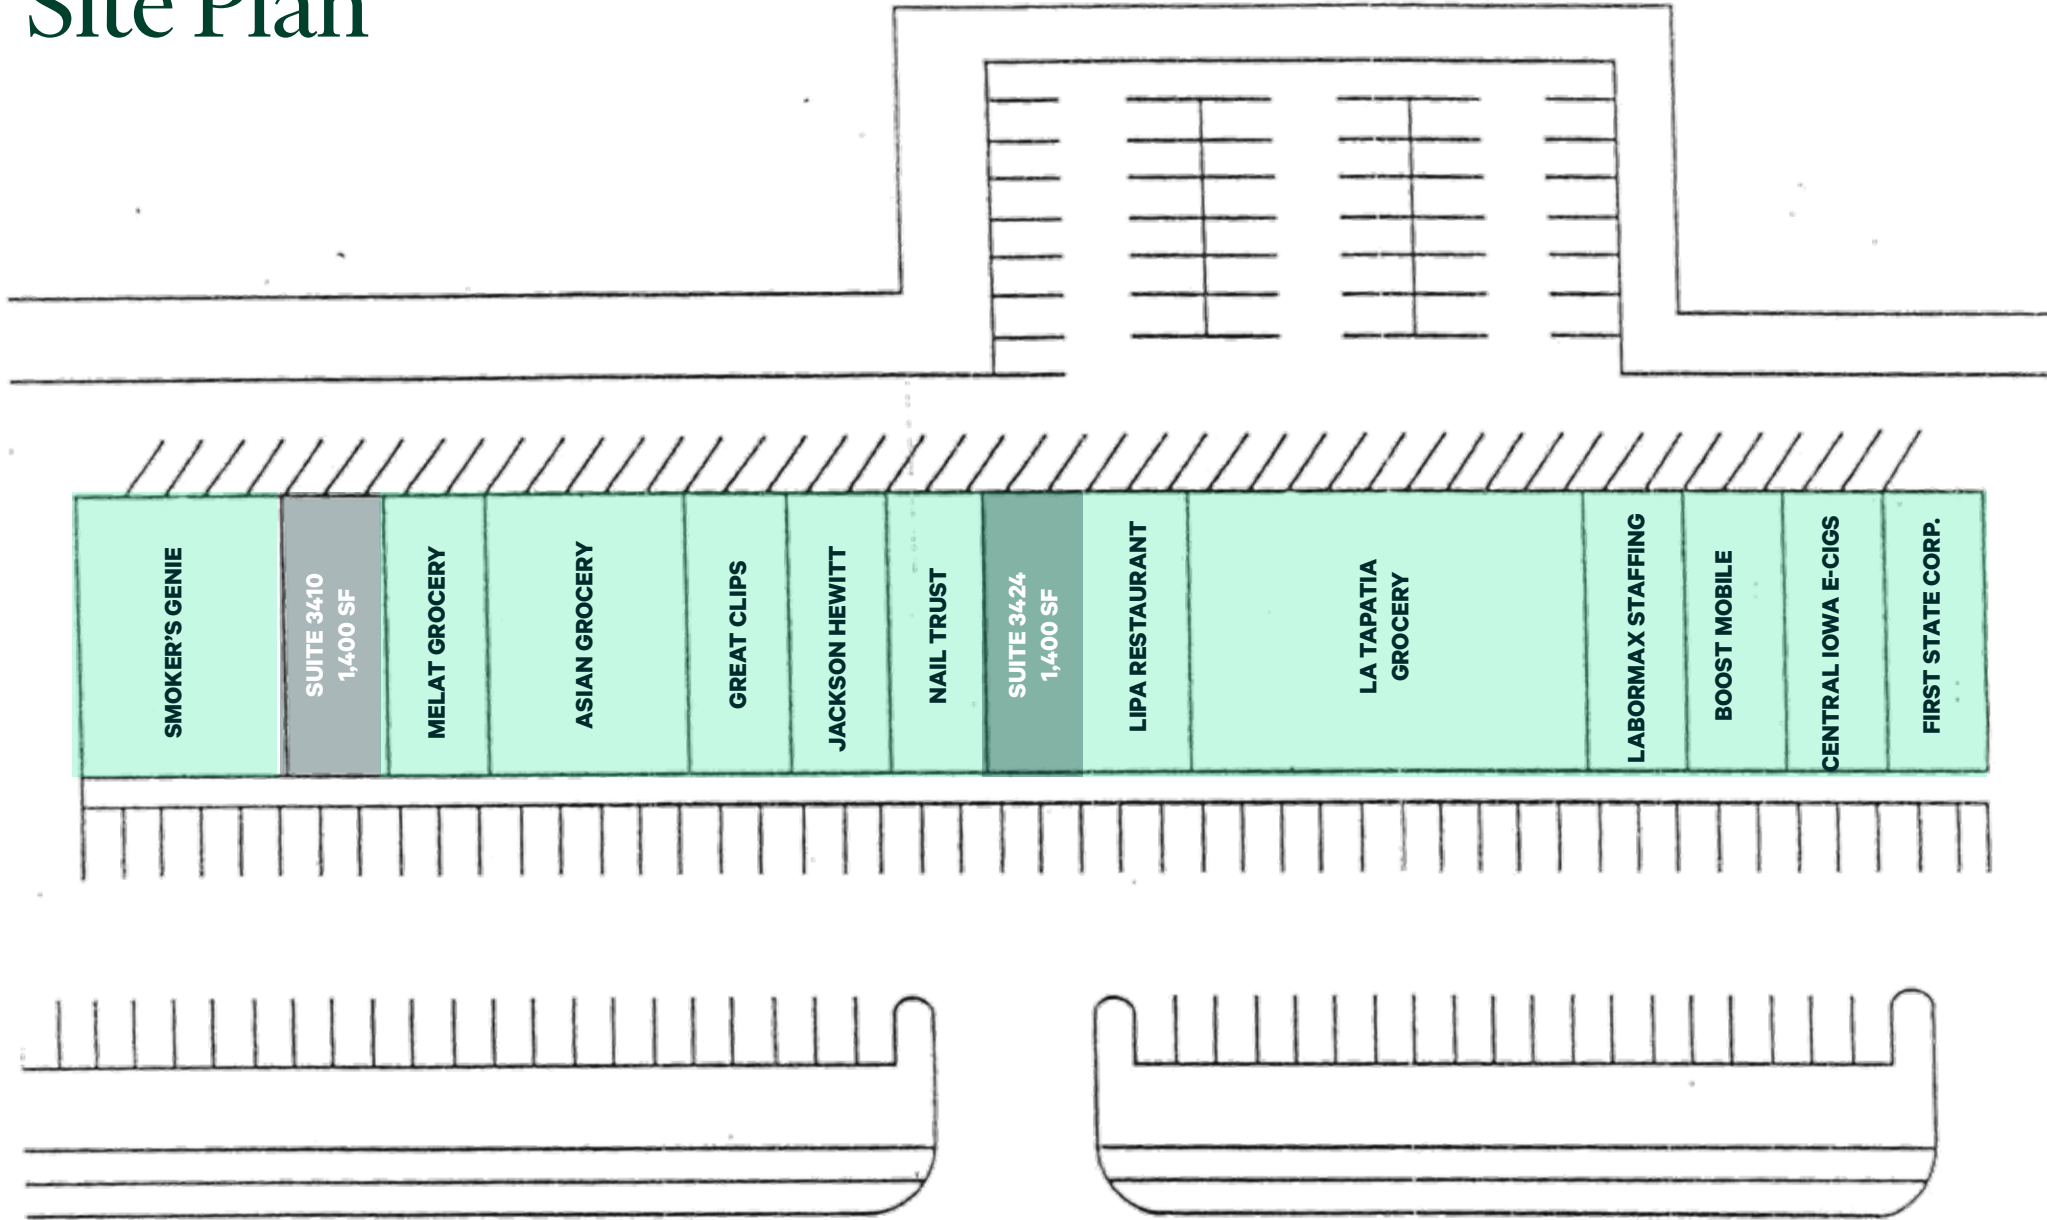 Site Plan
SMOKER'S GENIE
SUITE 3410
1,400 SF
MELAT GROCERY
ASIAN GROCERY
GREAT CLIPS
JACKSON HEWITT
NAIL TRUST
SUITE 3424
1,400 SF
LIPA RESTAURANT
LA TAPATIA
GROCERY
LABORMAX STAFFING
BOOST MOBILE
CENTRAL IOWA E-CIGS
FIRST STATE CORP.